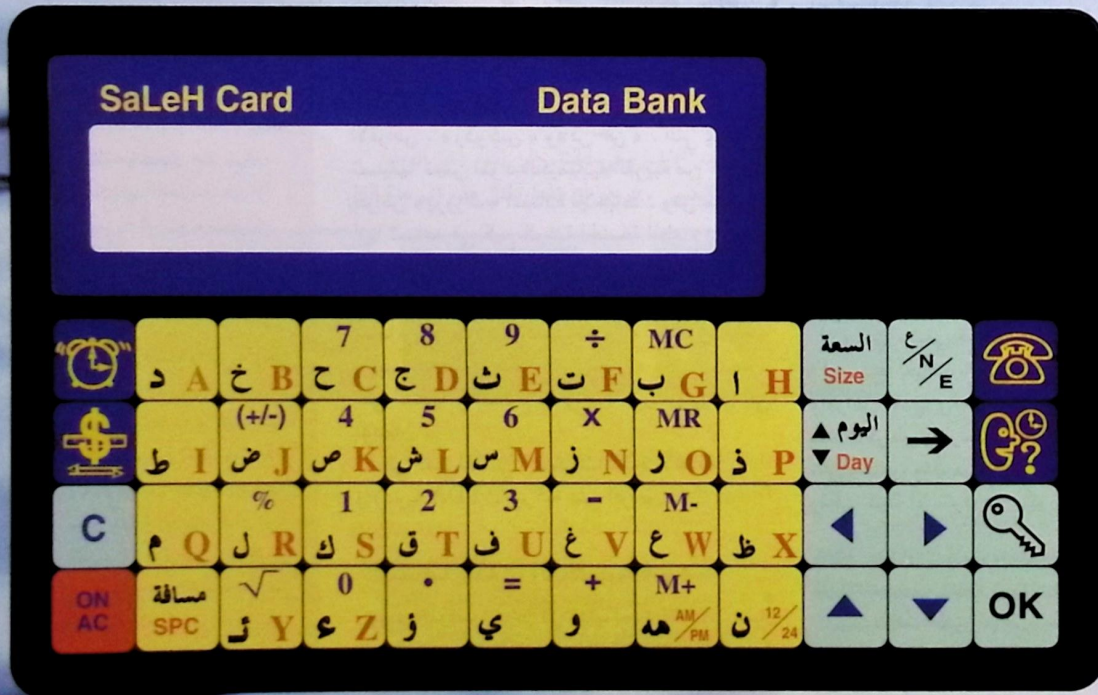 SaLeH Card Data Bank
7 8 9 ÷ MC السعة ع/N/E
د A خ B ح C ج D ث E ت F ب G ا H Size
(+/-) 4 5 6 X MR ▲ اليوم →
ط I ض J ص K ش L س M ز N ر O ذ P ▼ Day
C % 1 2 3 - M- ◀ ▶
م Q ل R ك S ق T ف U غ V ع W ظ X
ON مسافة √ 0 • = + M+ ▲ ▼ OK
AC SPC ئـ Y ء Z ؤ ي و هه AM/PM ن 12/24